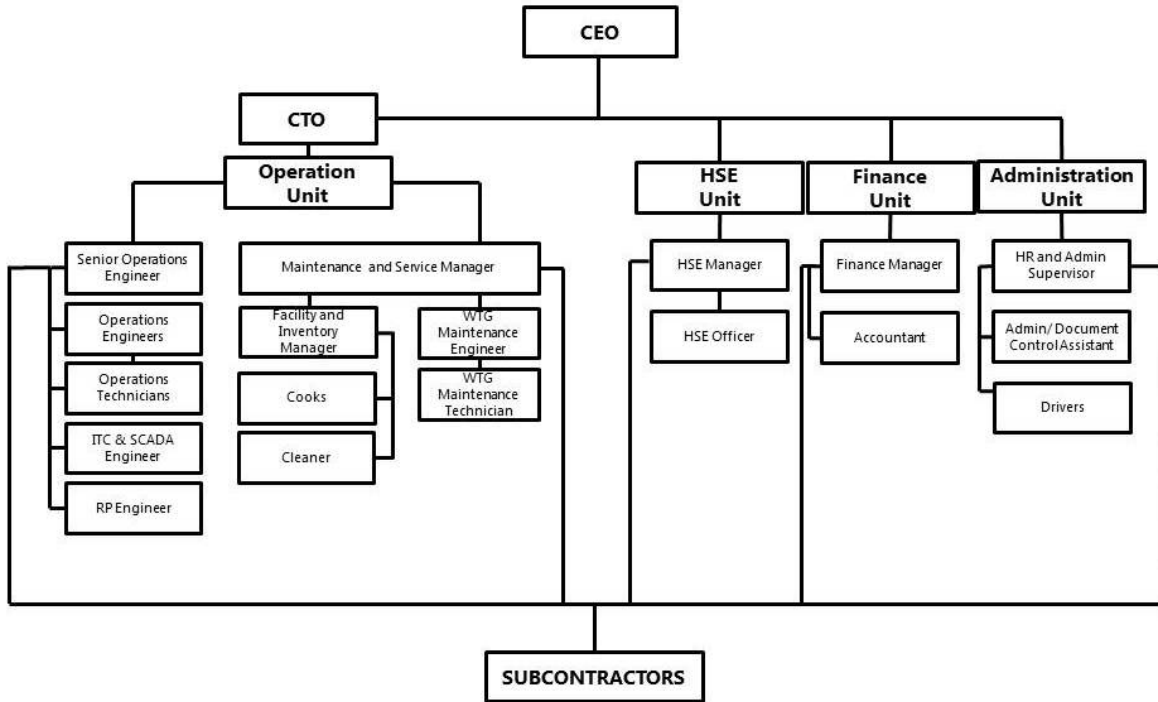 CEO
CTO
Operation
Unit
HSE
Unit
Finance
Unit
Administration
Unit
Senior Operations
Engineer
Operations
Engineers
Operations
Technicians
ITC & SCADA
Engineer
RP Engineer
Maintenance and Service Manager
Facility and
Inventory
Manager
Cooks
Cleaner
WTG
Maintenance
Engineer
WTG
Maintenance
Technician
HSE Manager
HSE Officer
Finance Manager
Accountant
HR and Admin
Supervisor
Admin/ Document
Control Assistant
Drivers
SUBCONTRACTORS